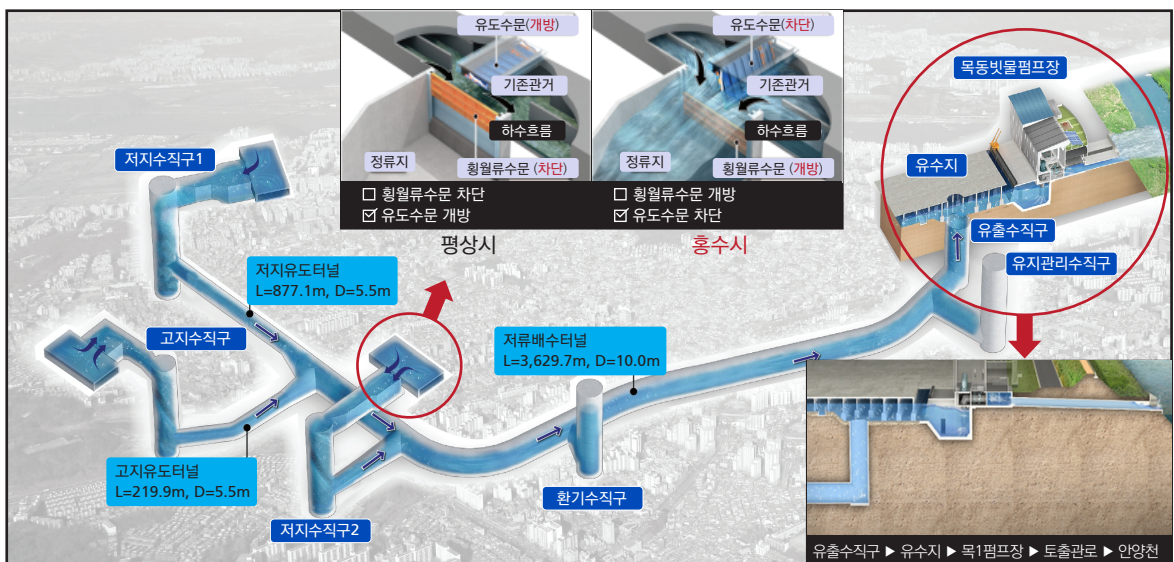 유도수문(개방)
기존관거
하수흐름
정류지
횡월류수문 (차단)
☐ 횡월류수문 차단
☑ 유도수문 개방
평상시
유도수문(차단)
기존관거
하수흐름
정류지
횡월류수문 (개방)
☐ 횡월류수문 개방
☑ 유도수문 차단
홍수시
목동빗물펌프장
유수지
유출수직구
유지관리수직구
저지수직구1
저지유도터널
L=877.1m, D=5.5m
고지수직구
저류배수터널
L=3,629.7m, D=10.0m
고지유도터널
L=219.9m, D=5.5m
저지수직구2
환기수직구
유출수직구 ▶ 유수지 ▶ 목1펌프장 ▶ 토출관로 ▶ 안양천